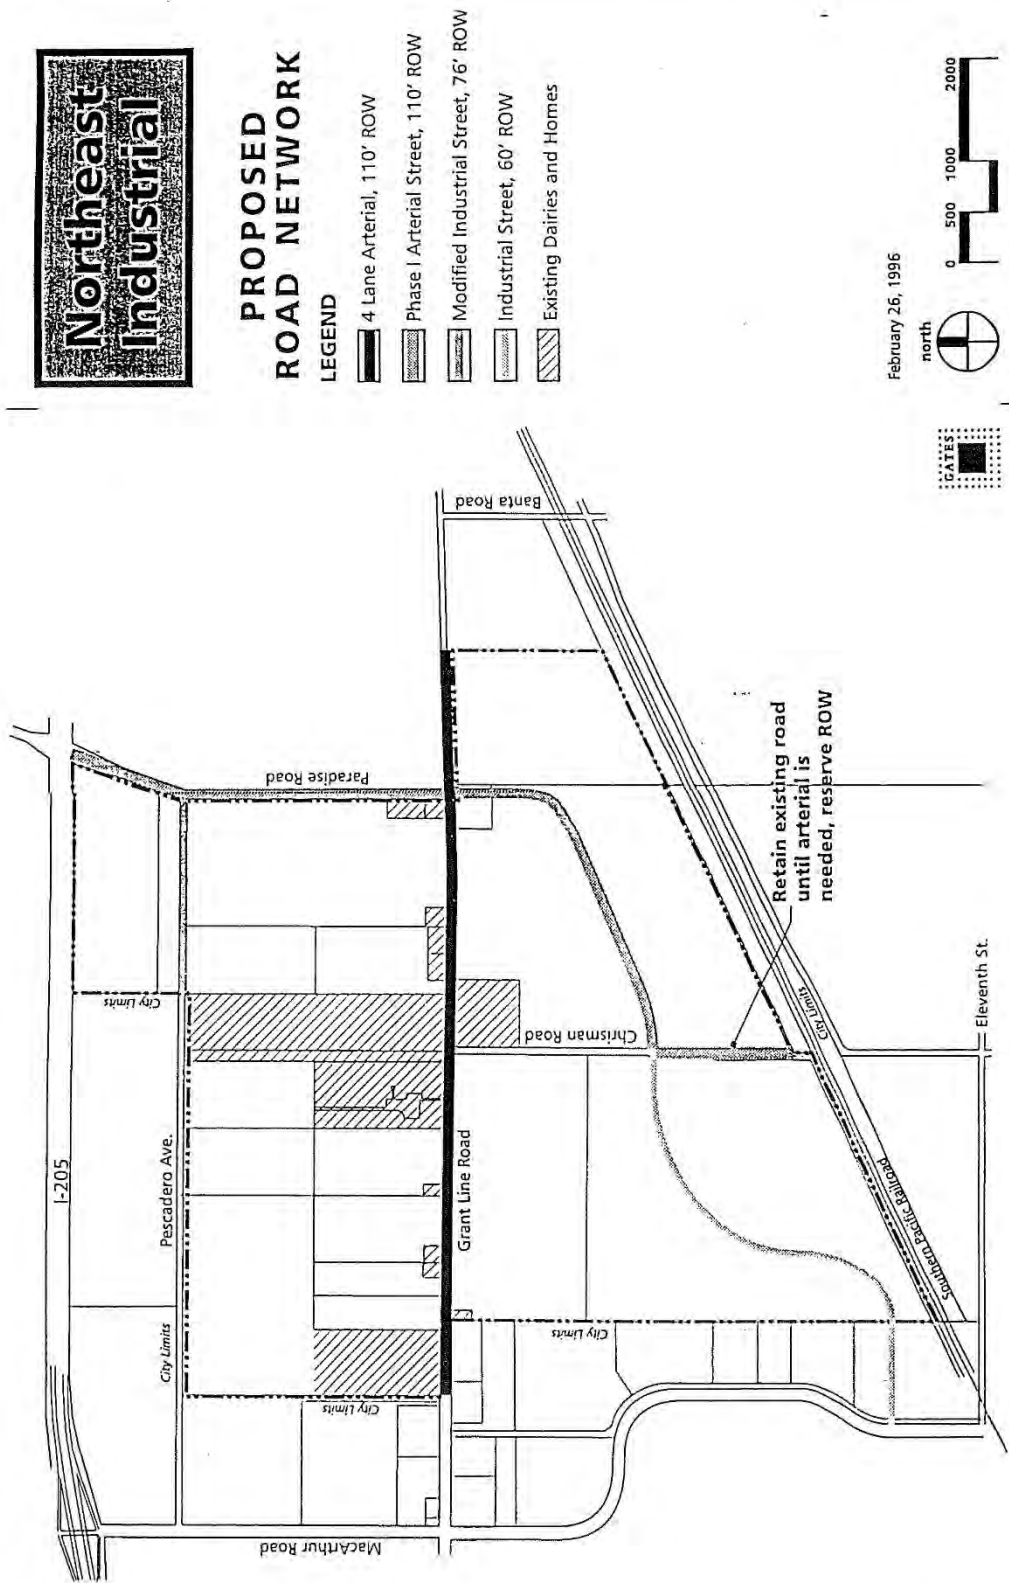 Northeast
Industrial
PROPOSED
ROAD NETWORK
LEGEND
4 Lane Arterial, 110' ROW
Phase I Arterial Street, 110' ROW
Modified Industrial Street, 76' ROW
Industrial Street, 60' ROW
Existing Dairies and Homes
February 26, 1996
north
0 500 1000 2000
GATES
I-205
Pescadero Ave.
City Limits
City Limits
City Limits
Paradise Road
MacArthur Road
Grant Line Road
Banta Road
Chrisman Road
City Limits
Retain existing road
until arterial is
needed, reserve ROW
City Limits
Southern Pacific Railroad
Eleventh St.